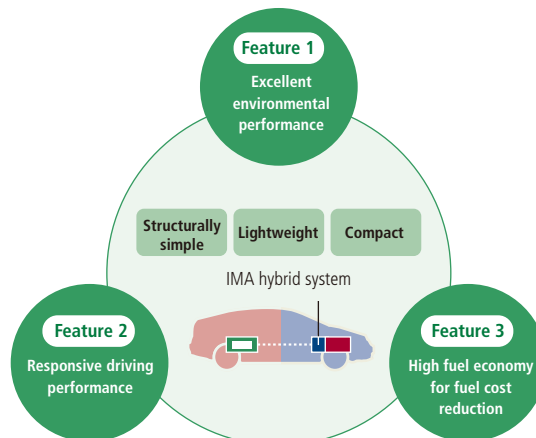 Feature 1
Excellent
environmental
performance
Structurally
simple
Lightweight
Compact
IMA hybrid system
Feature 2
Responsive driving
performance
Feature 3
High fuel economy
for fuel cost
reduction